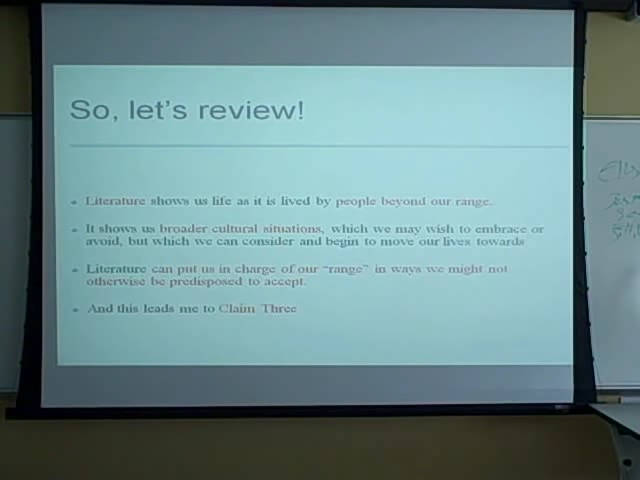 So, let's review!
Literature shows us life as it is lived by people beyond our range.
It shows us broader cultural situations, which we may wish to embrace or
avoid, but which we can consider and begin to move our lives towards
Literature can put us in charge of our “range” in ways we might not
otherwise be predisposed to accept.
And this leads me to Claim Three